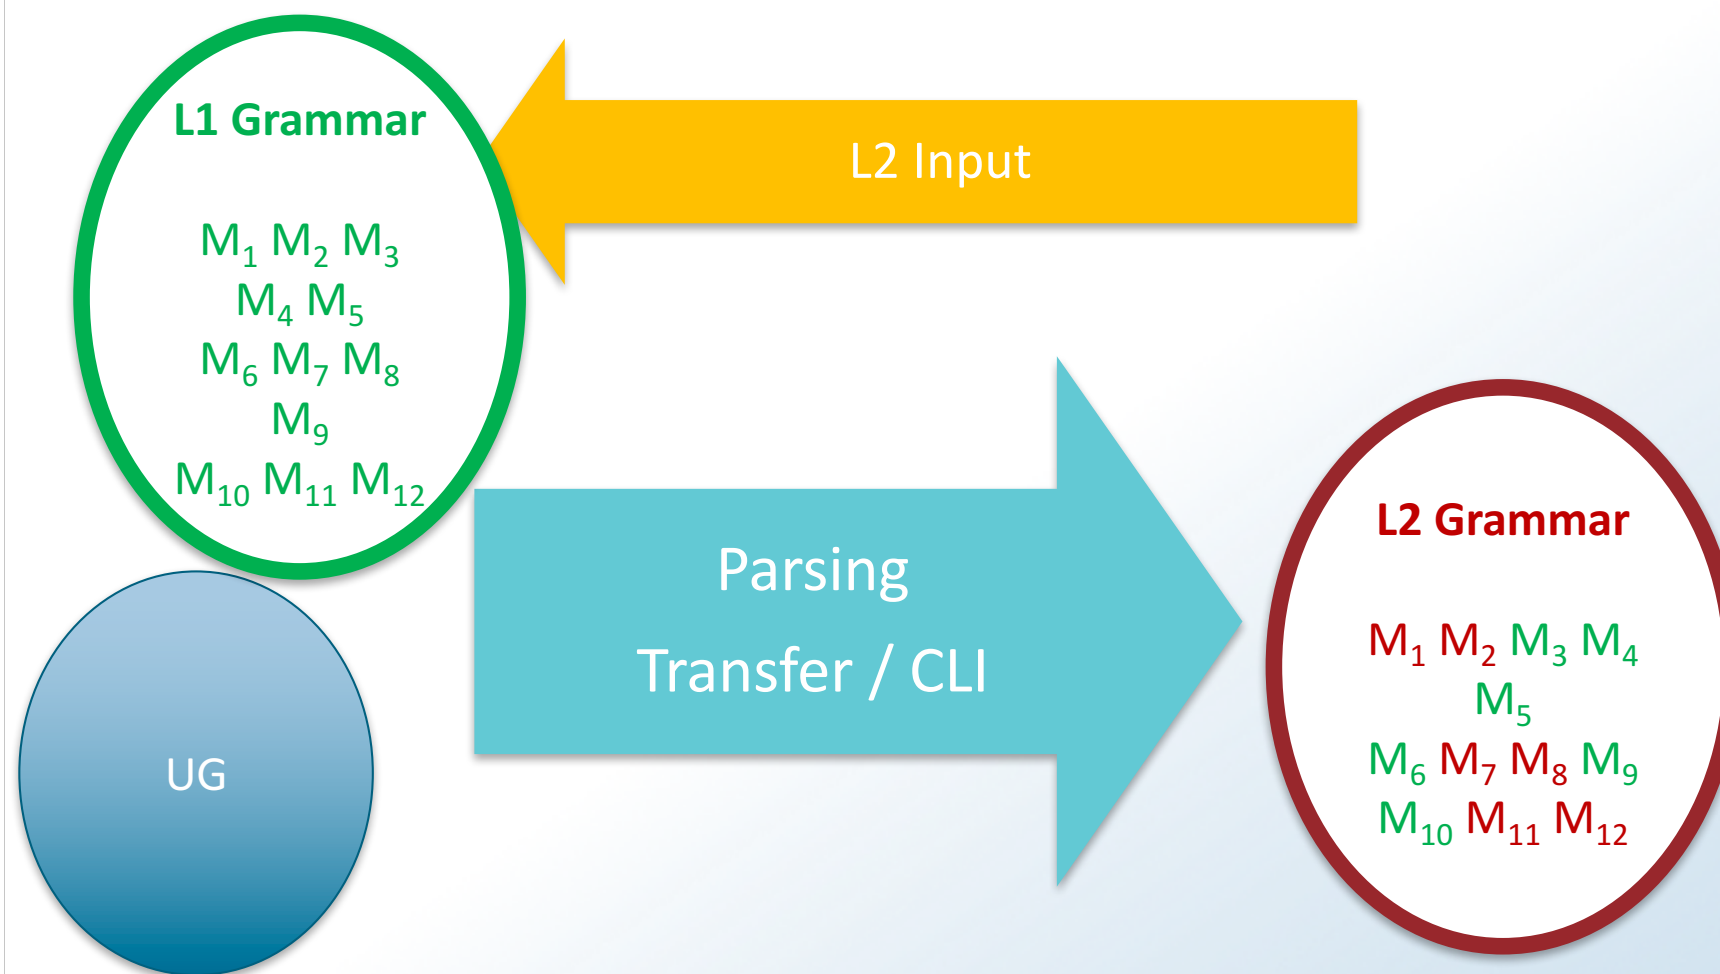 L1 Grammar
M₁ M₂ M₃
M₄ M₅
M₆ M₇ M₈
M₉
M₁₀ M₁₁ M₁₂
L2 Input
Parsing
Transfer / CLI
UG
L2 Grammar
M₁ M₂ M₃ M₄
M₅
M₆ M₇ M₈ M₉
M₁₀ M₁₁ M₁₂